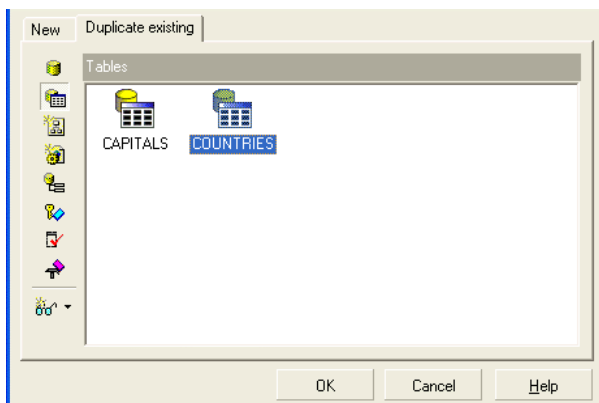 New Duplicate existing
Tables
CAPITALS COUNTRIES
OK Cancel Help